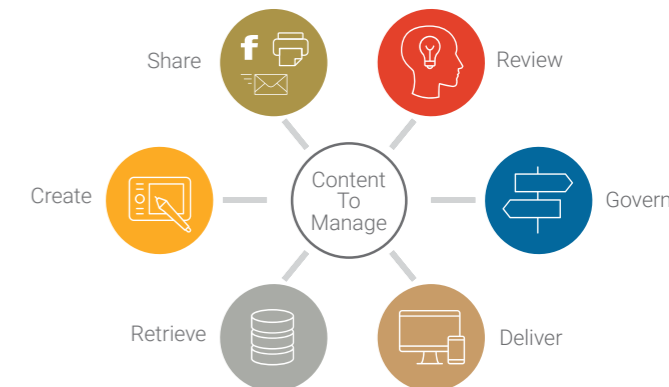 Share
f
Review
Create
Content
To
Manage
Govern
Retrieve
Deliver